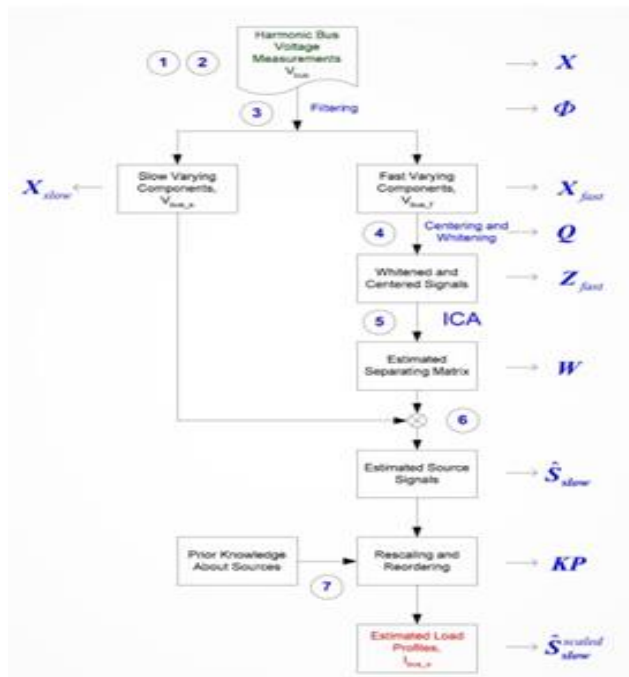 Harmonic Bus
Voltage
Measurements
V_bus
1 2
X
3
Filtering
Φ
X_slow
Slow Varying
Components,
V_bus_s
Fast Varying
Components,
V_bus_f
X_fast
4
Centering and
Whitening
Q
Whitened and
Centered Signals
Z_fast
5
ICA
Estimated
Separating Matrix
W
6
Estimated Source
Signals
Ŝ_slow
Prior Knowledge
About Sources
7
Rescaling and
Reordering
KP
Estimated Load
Profiles,
I_bus_s
Ŝ_slow^scaled